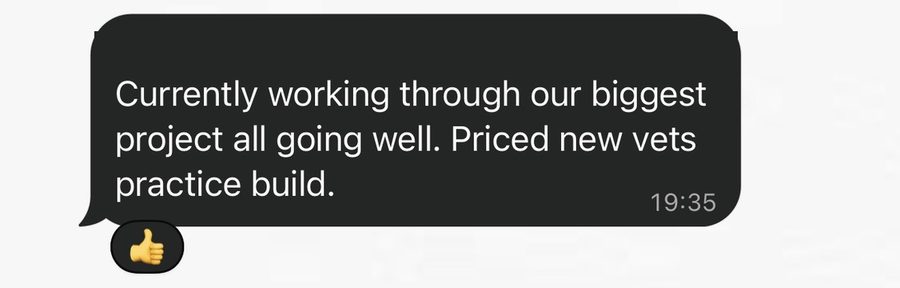 Currently working through our biggest
project all going well. Priced new vets
practice build.
19:35